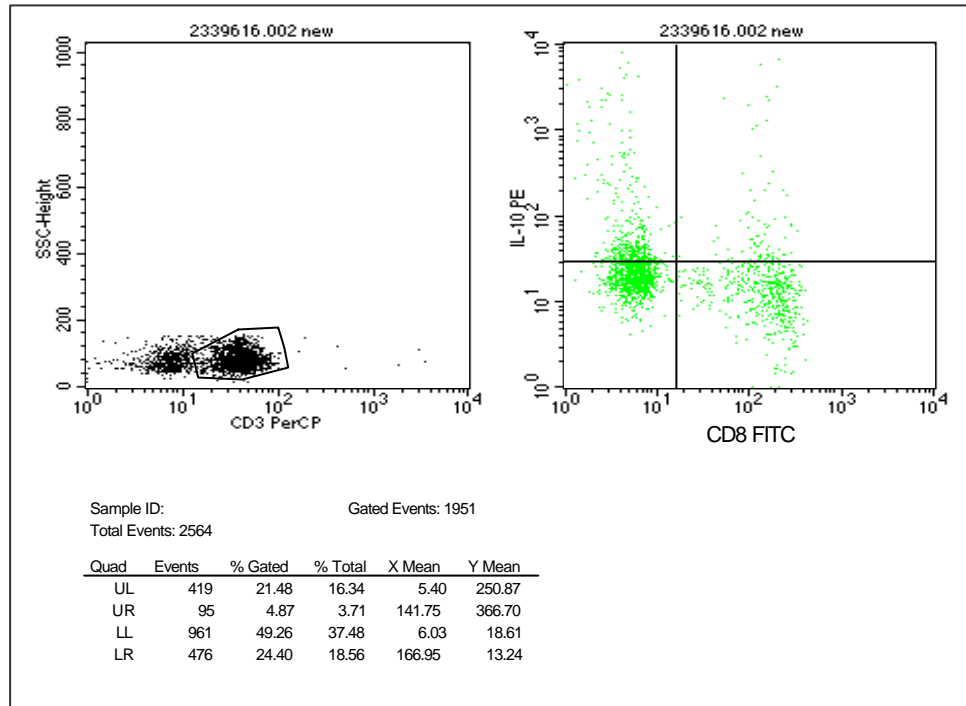 2339616.002 new
1000
800
600
400
200
0
SSC-Height
10^0 10^1 10^2 10^3 10^4
CD3 PerCP
2339616.002 new
10^4
10^3
10^2
10^1
10^0
IL-10 PE
10^0 10^1 10^2 10^3 10^4
CD8 FITC
Sample ID: Gated Events: 1951
Total Events: 2564
Quad Events % Gated % Total X Mean Y Mean
UL 419 21.48 16.34 5.40 250.87
UR 95 4.87 3.71 141.75 366.70
LL 961 49.26 37.48 6.03 18.61
LR 476 24.40 18.56 166.95 13.24